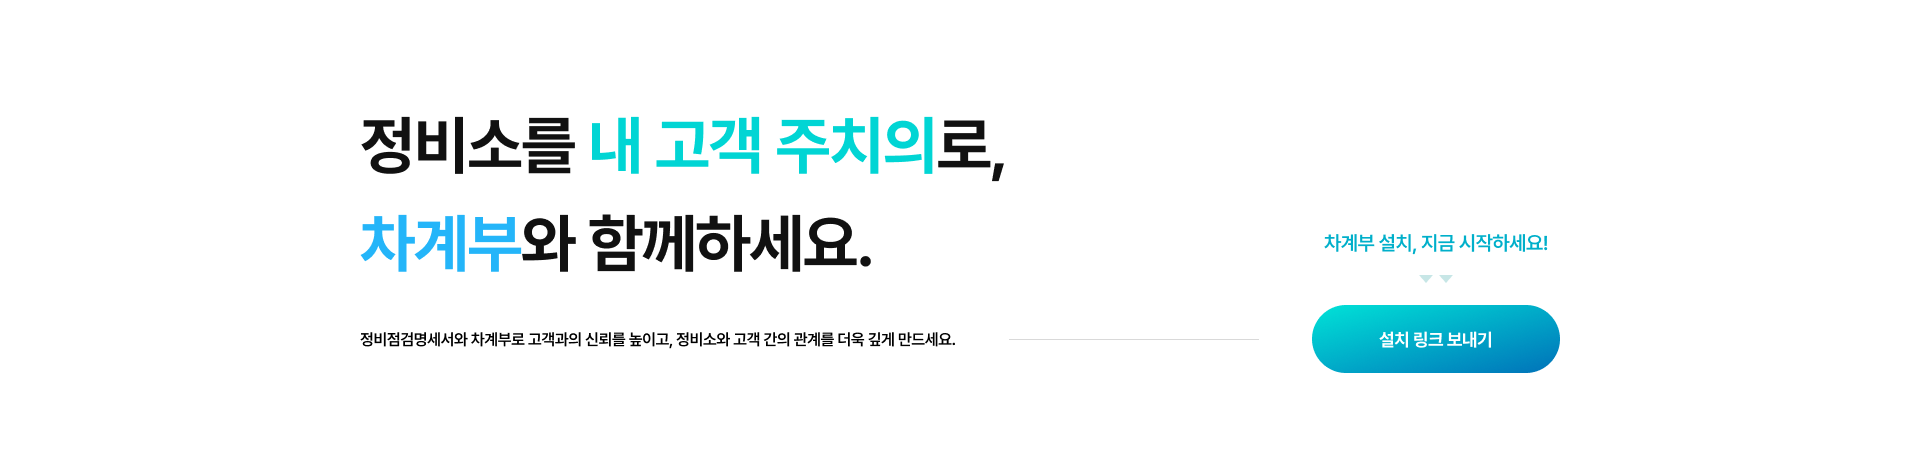 정비소를 내 고객 주치의로,
차계부와 함께하세요.
정비점검명세서와 차계부로 고객과의 신뢰를 높이고, 정비소와 고객 간의 관계를 더욱 깊게 만드세요.
차계부 설치, 지금 시작하세요!
설치 링크 보내기